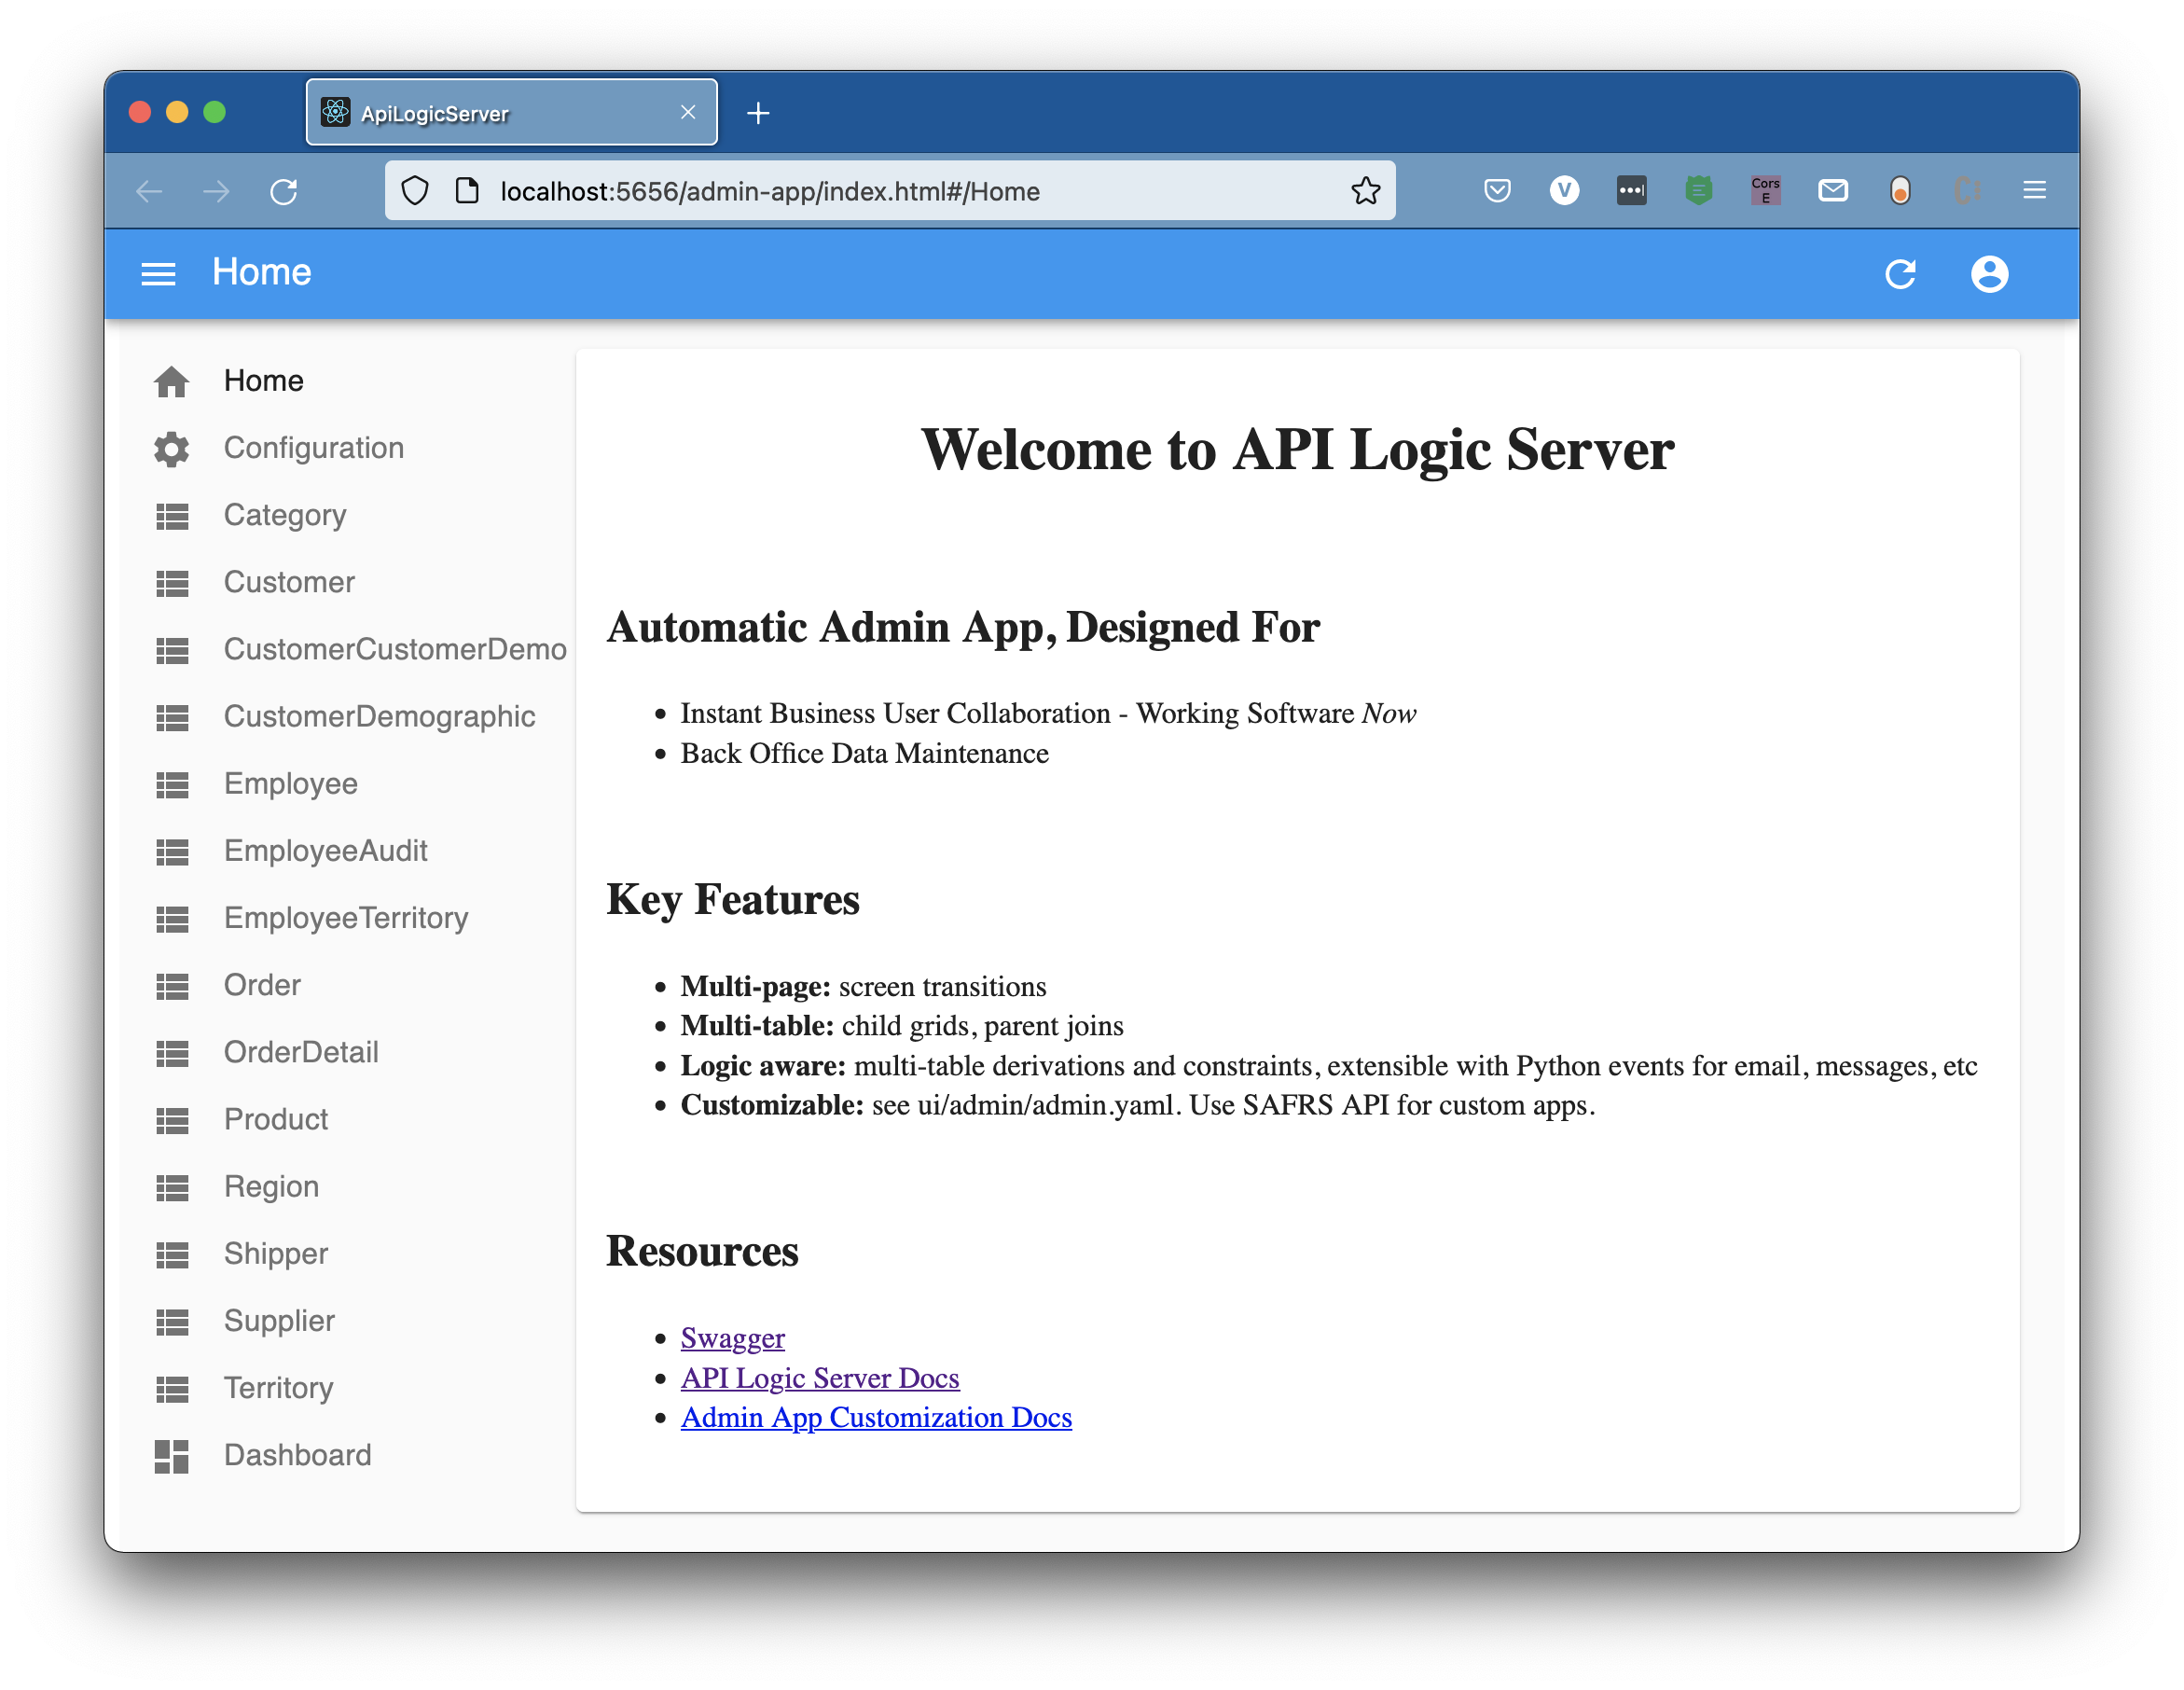 ApiLogicServer
localhost:5656/admin-app/index.html#/Home
V
Cors
E
Home
Home
Configuration
Category
Customer
CustomerCustomerDemo
CustomerDemographic
Employee
EmployeeAudit
EmployeeTerritory
Order
OrderDetail
Product
Region
Shipper
Supplier
Territory
Dashboard
Welcome to API Logic Server
Automatic Admin App, Designed For
• Instant Business User Collaboration - Working Software Now
• Back Office Data Maintenance
Key Features
• Multi-page: screen transitions
• Multi-table: child grids, parent joins
• Logic aware: multi-table derivations and constraints, extensible with Python events for email, messages, etc
• Customizable: see ui/admin/admin.yaml. Use SAFRS API for custom apps.
Resources
• Swagger
• API Logic Server Docs
• Admin App Customization Docs